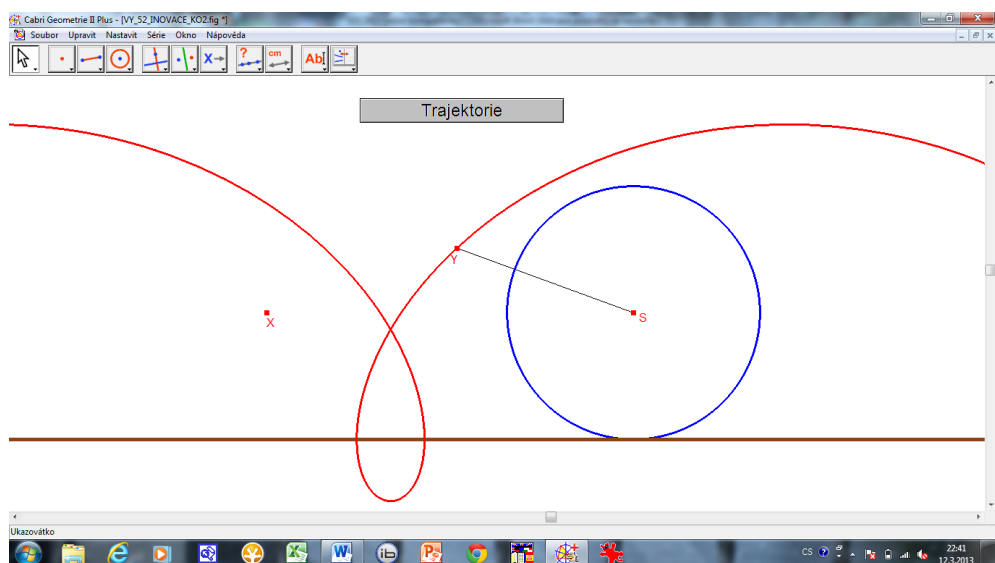 Cabri Geometrie II Plus - [VY_52_INOVACE_KO2.fig *]
Soubor Upravit Nastavit Série Okno Nápověda
? cm Ab
Trajektorie
Y
X
S
Ukazovátko
CS 22:41
12.3.2013